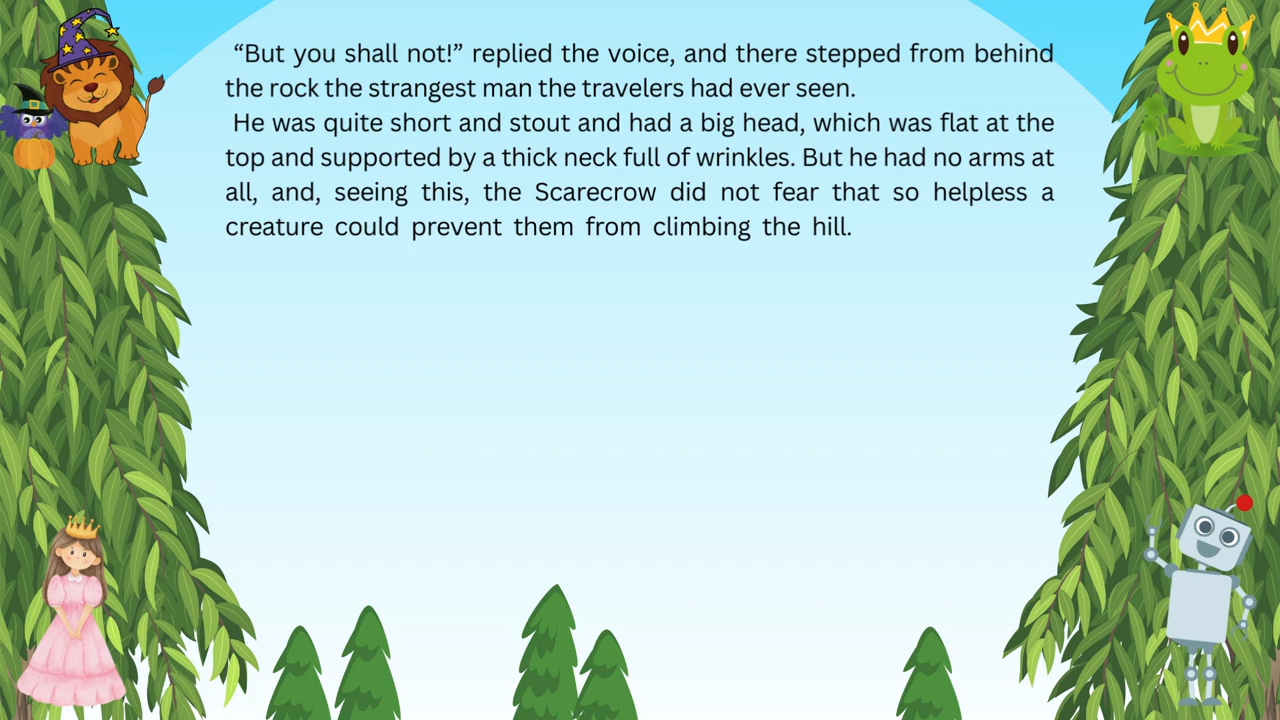 “But you shall not!” replied the voice, and there stepped from behind
the rock the strangest man the travelers had ever seen.
He was quite short and stout and had a big head, which was flat at the
top and supported by a thick neck full of wrinkles. But he had no arms at
all, and, seeing this, the Scarecrow did not fear that so helpless a
creature could prevent them from climbing the hill.